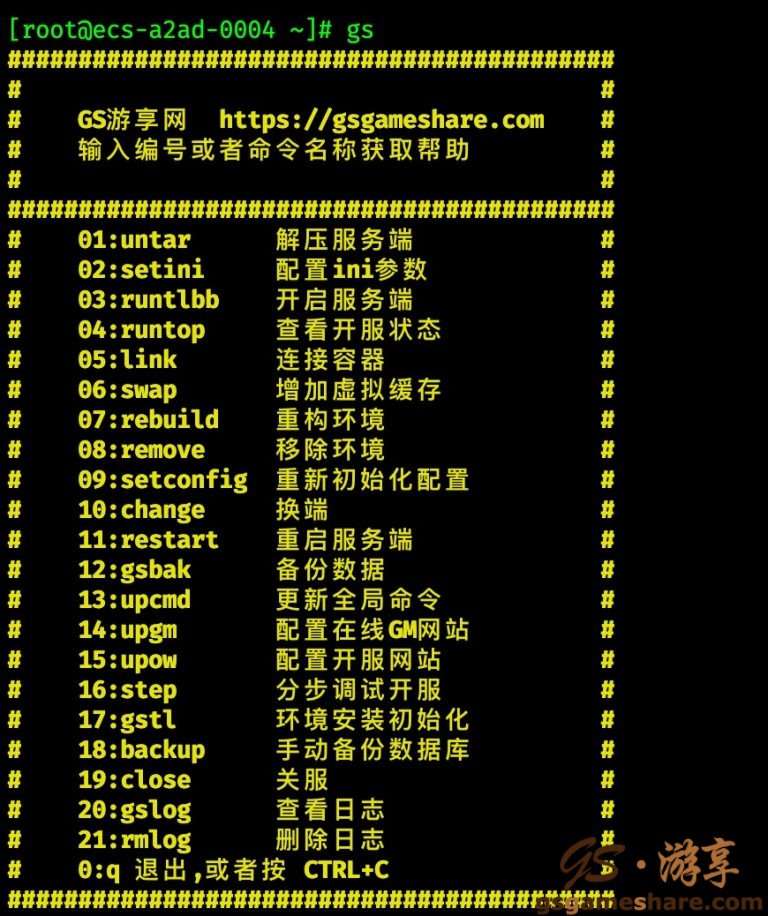 [root@ecs-a2ad-0004 ~]# gs
###########################################
# #
# GS游享网 https://gsgameshare.com #
# 输入编号或者命令名称获取帮助 #
# #
###########################################
# 01:untar 解压服务端 #
# 02:setini 配置ini参数 #
# 03:runtlbb 开启服务端 #
# 04:runtop 查看开服状态 #
# 05:link 连接容器 #
# 06:swap 增加虚拟缓存 #
# 07:rebuild 重构环境 #
# 08:remove 移除环境 #
# 09:setconfig 重新初始化配置 #
# 10:change 换端 #
# 11:restart 重启服务端 #
# 12:gsbak 备份数据 #
# 13:upcmd 更新全局命令 #
# 14:upgm 配置在线GM网站 #
# 15:upow 配置开服网站 #
# 16:step 分步调试开服 #
# 17:gstl 环境安装初始化 #
# 18:backup 手动备份数据库 #
# 19:close 关服 #
# 20:gslog 查看日志 #
# 21:rmlog 删除日志 #
# 0:q 退出,或者按 CTRL+C #
###########################################
GS·游享
gsgameshare.com